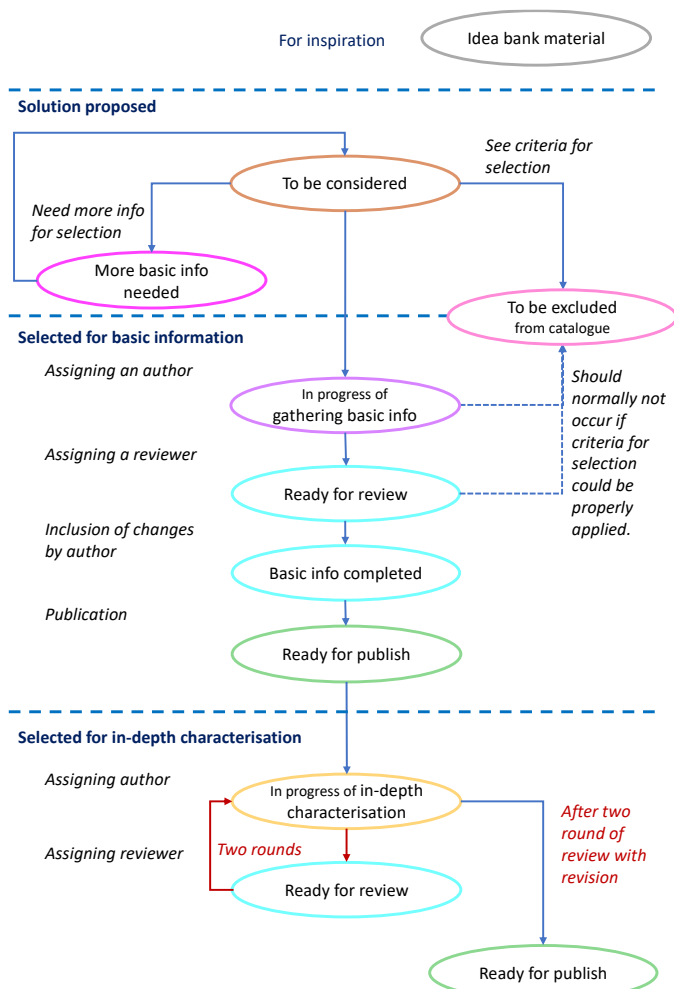 For inspiration
Idea bank material
Solution proposed
See criteria for
selection
To be considered
Need more info
for selection
More basic info
needed
To be excluded
from catalogue
Selected for basic information
Assigning an author
In progress of
gathering basic info
Should
normally not
occur if
criteria for
selection
could be
properly
applied.
Assigning a reviewer
Ready for review
Inclusion of changes
by author
Basic info completed
Publication
Ready for publish
Selected for in-depth characterisation
Assigning author
In progress of in-depth
characterisation
After two
round of
review with
revision
Assigning reviewer
Two rounds
Ready for review
Ready for publish